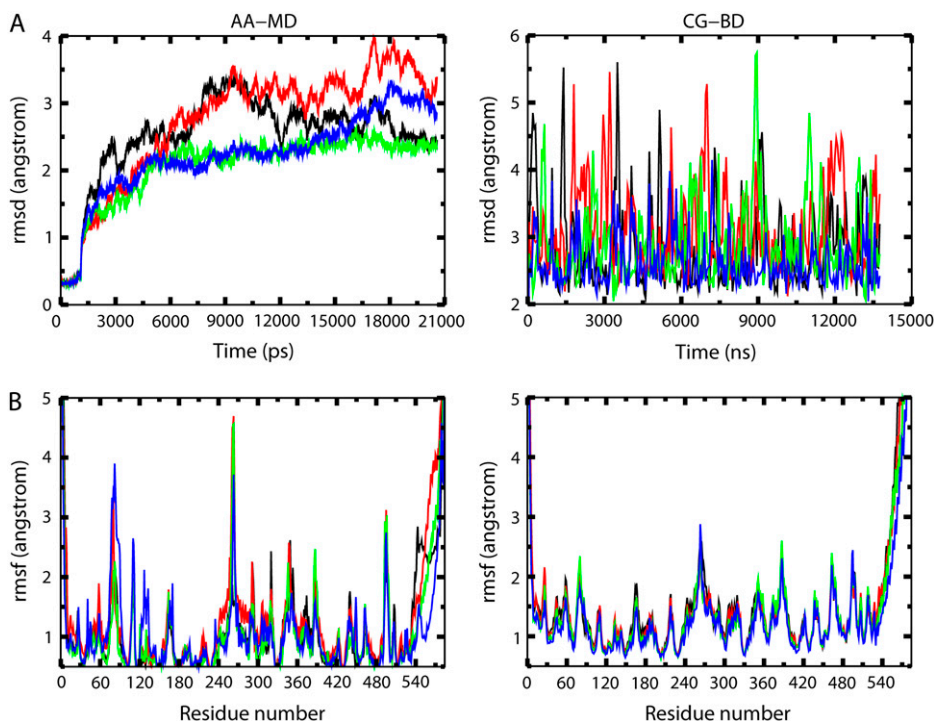 A
AA–MD
CG–BD
rmsd (angstrom)
4
3
2
1
0
0 3000 6000 9000 12000 15000 18000 21000
Time (ps)
rmsd (angstrom)
6
5
4
3
2
0 3000 6000 9000 12000 15000
Time (ns)
B
rmsf (angstrom)
5
4
3
2
1
0 60 120 180 240 300 360 420 480 540
Residue number
rmsf (angstrom)
5
4
3
2
1
0 60 120 180 240 300 360 420 480 540
Residue number